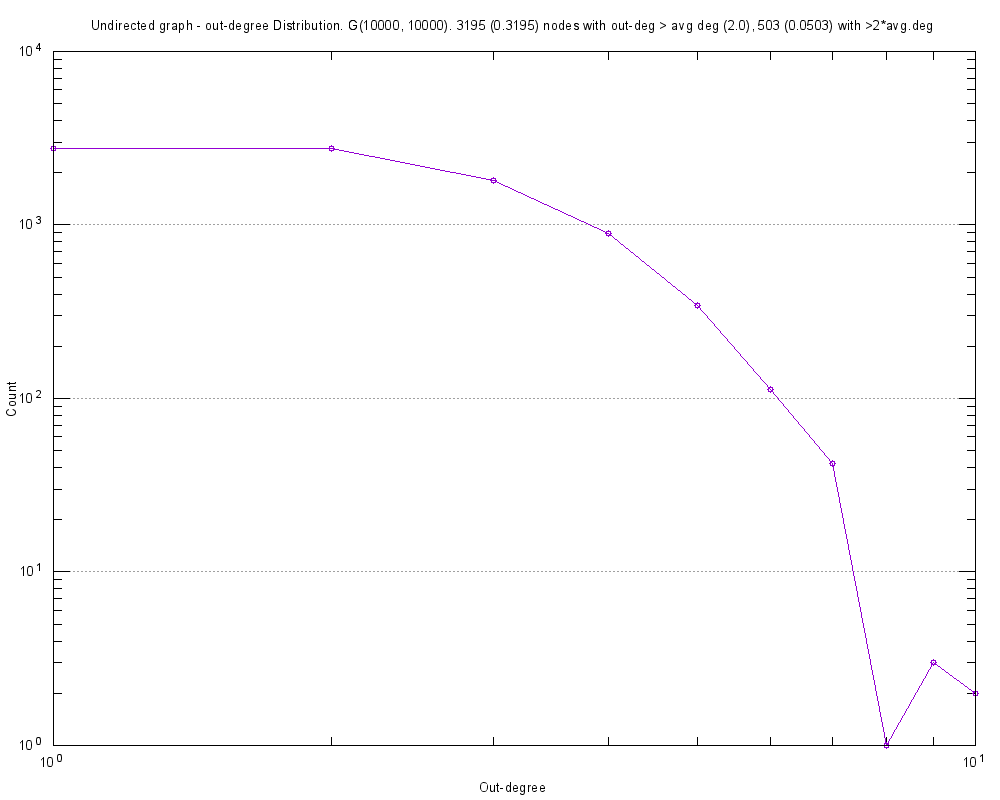 Undirected graph - out-degree Distribution. G(10000, 10000). 3195 (0.3195) nodes with out-deg > avg deg (2.0), 503 (0.0503) with >2*avg.deg
10^4
10^3
10^2
Count
10^1
10^0
10^0 10^1
Out-degree